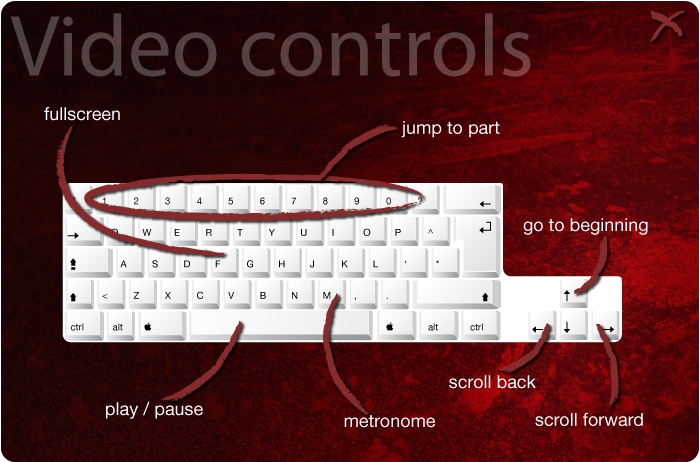 Video controls
fullscreen
jump to part
1 2 3 4 5 6 7 8 9 0 ?
W E R T Y U I O P ^
go to beginning
A S D F G H J K L ' *
< Z X C V B N M , .
ctrl alt alt ctrl
scroll back
play / pause
metronome
scroll forward